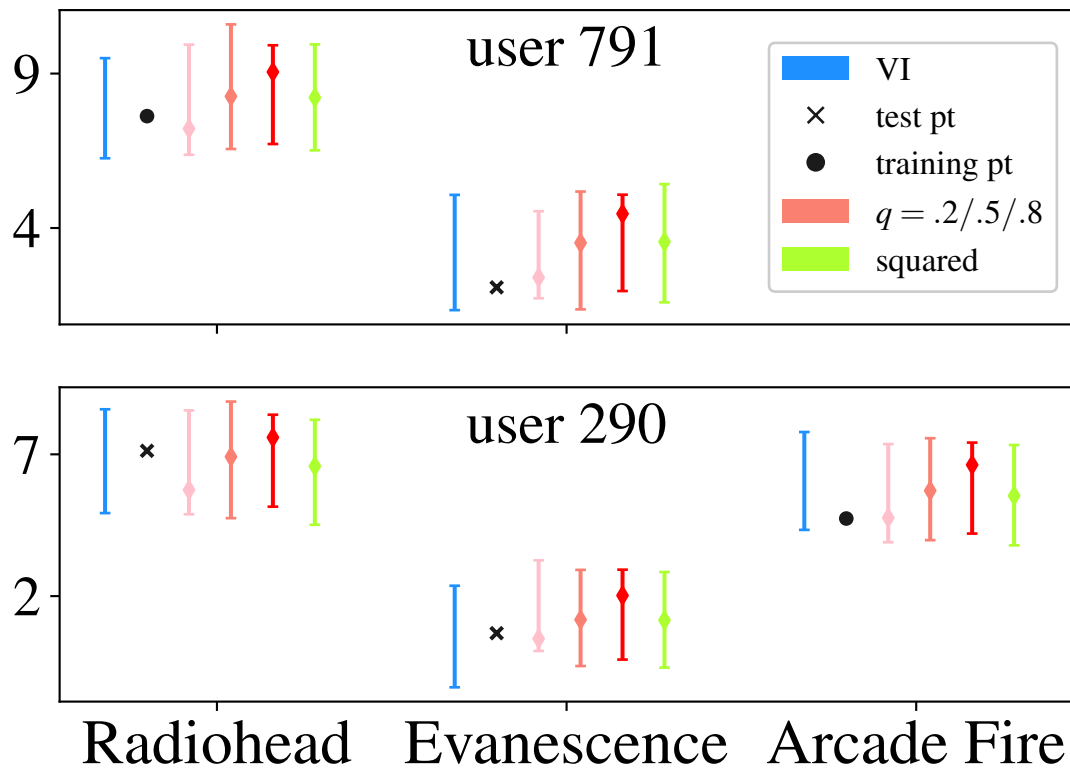 user 791
9
4
VI
test pt
training pt
q = .2/.5/.8
squared
user 290
7
2
Radiohead Evanescence Arcade Fire